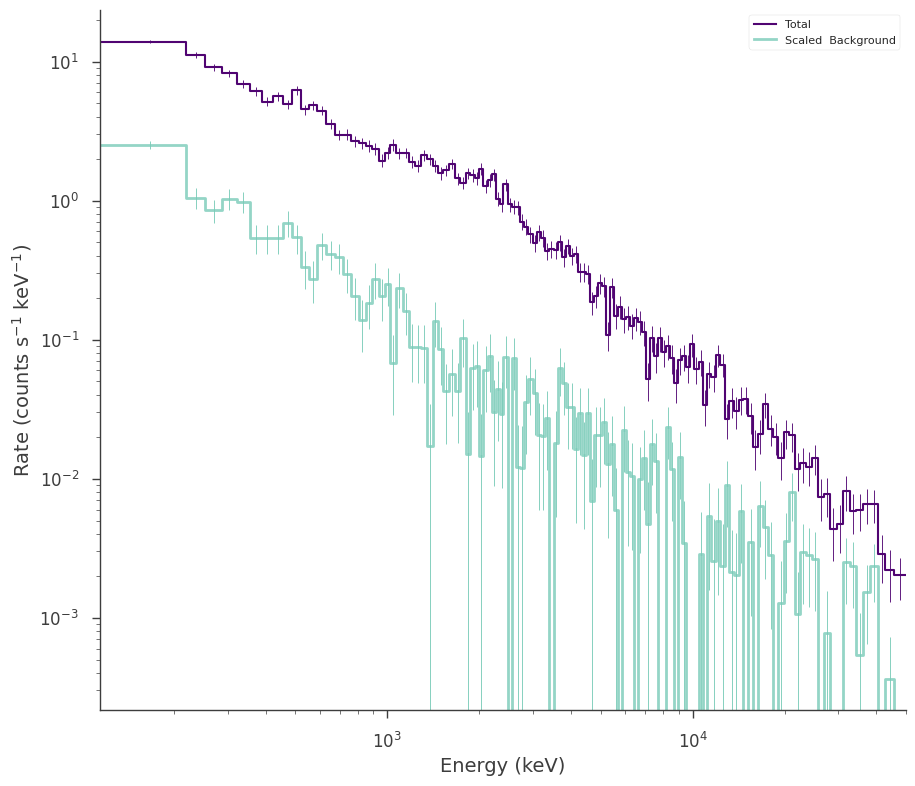 Total
Scaled  Background
10¹
10⁰
10⁻¹
10⁻²
10⁻³
Rate (counts s⁻¹ keV⁻¹)
10³ 10⁴
Energy (keV)